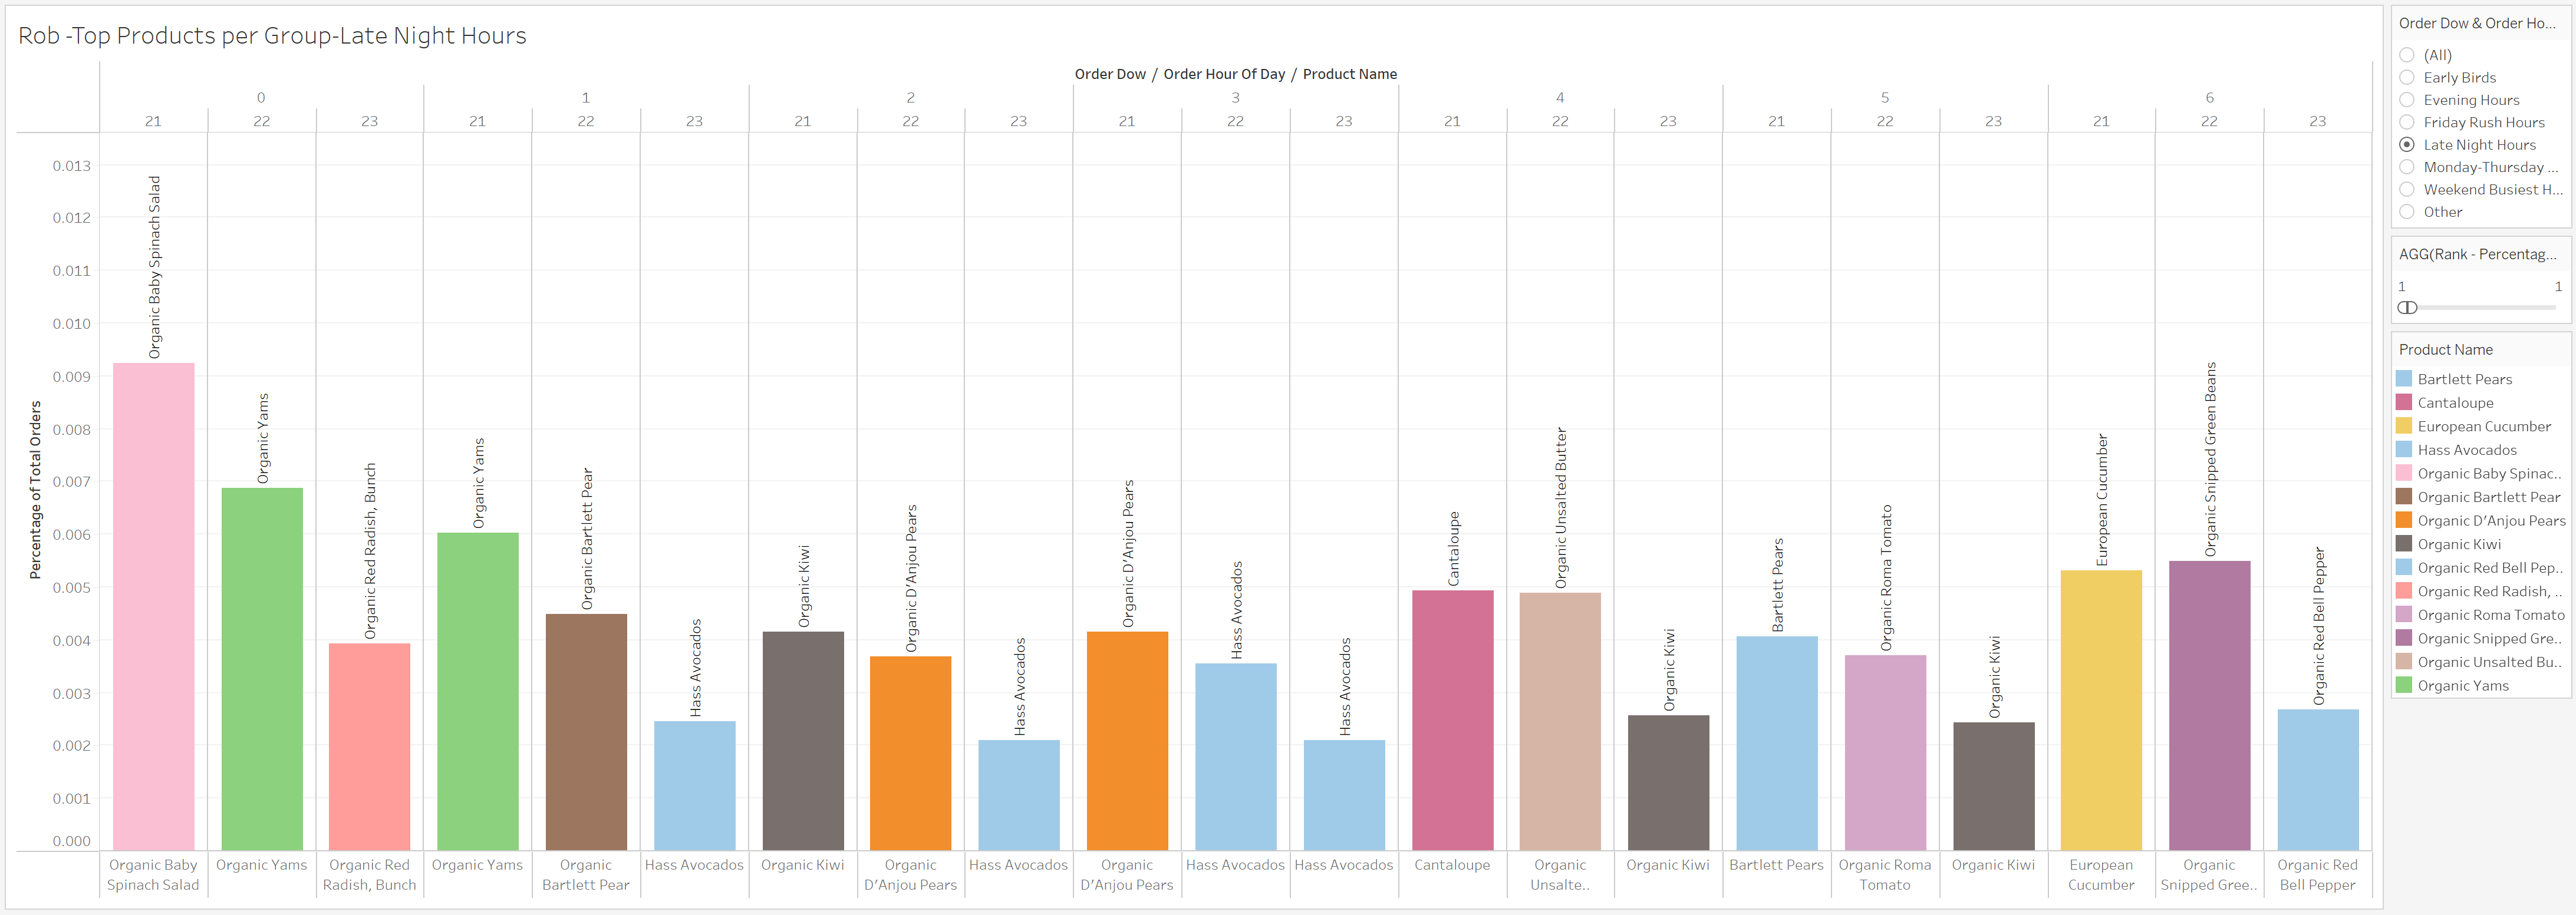 Rob -Top Products per Group-Late Night Hours
Order Dow / Order Hour Of Day / Product Name
0 1 2 3 4 5 6
21 22 23 21 22 23 21 22 23 21 22 23 21 22 23 21 22 23 21 22 23
Percentage of Total Orders
0.013
0.012
0.011
0.010
0.009
0.008
0.007
0.006
0.005
0.004
0.003
0.002
0.001
0.000
Organic Baby Spinach Salad
Organic Yams
Organic Red Radish, Bunch
Organic Yams
Organic Bartlett Pear
Hass Avocados
Organic Kiwi
Organic D'Anjou Pears
Hass Avocados
Organic D'Anjou Pears
Hass Avocados
Hass Avocados
Cantaloupe
Organic Unsalted Butter
Organic Kiwi
Bartlett Pears
Organic Roma Tomato
Organic Kiwi
European Cucumber
Organic Snipped Green Beans
Organic Red Bell Pepper
Organic Baby
Spinach Salad
Organic Yams
Organic Red
Radish, Bunch
Organic Yams
Organic
Bartlett Pear
Hass Avocados
Organic Kiwi
Organic
D'Anjou Pears
Hass Avocados
Organic
D'Anjou Pears
Hass Avocados
Hass Avocados
Cantaloupe
Organic
Unsalte..
Organic Kiwi
Bartlett Pears
Organic Roma
Tomato
Organic Kiwi
European
Cucumber
Organic
Snipped Gree..
Organic Red
Bell Pepper
Order Dow & Order Ho...
(All)
Early Birds
Evening Hours
Friday Rush Hours
Late Night Hours
Monday-Thursday ...
Weekend Busiest H...
Other
AGG(Rank - Percentag...
1 1
Product Name
Bartlett Pears
Cantaloupe
European Cucumber
Hass Avocados
Organic Baby Spinac..
Organic Bartlett Pear
Organic D'Anjou Pears
Organic Kiwi
Organic Red Bell Pep..
Organic Red Radish, ..
Organic Roma Tomato
Organic Snipped Gre..
Organic Unsalted Bu..
Organic Yams